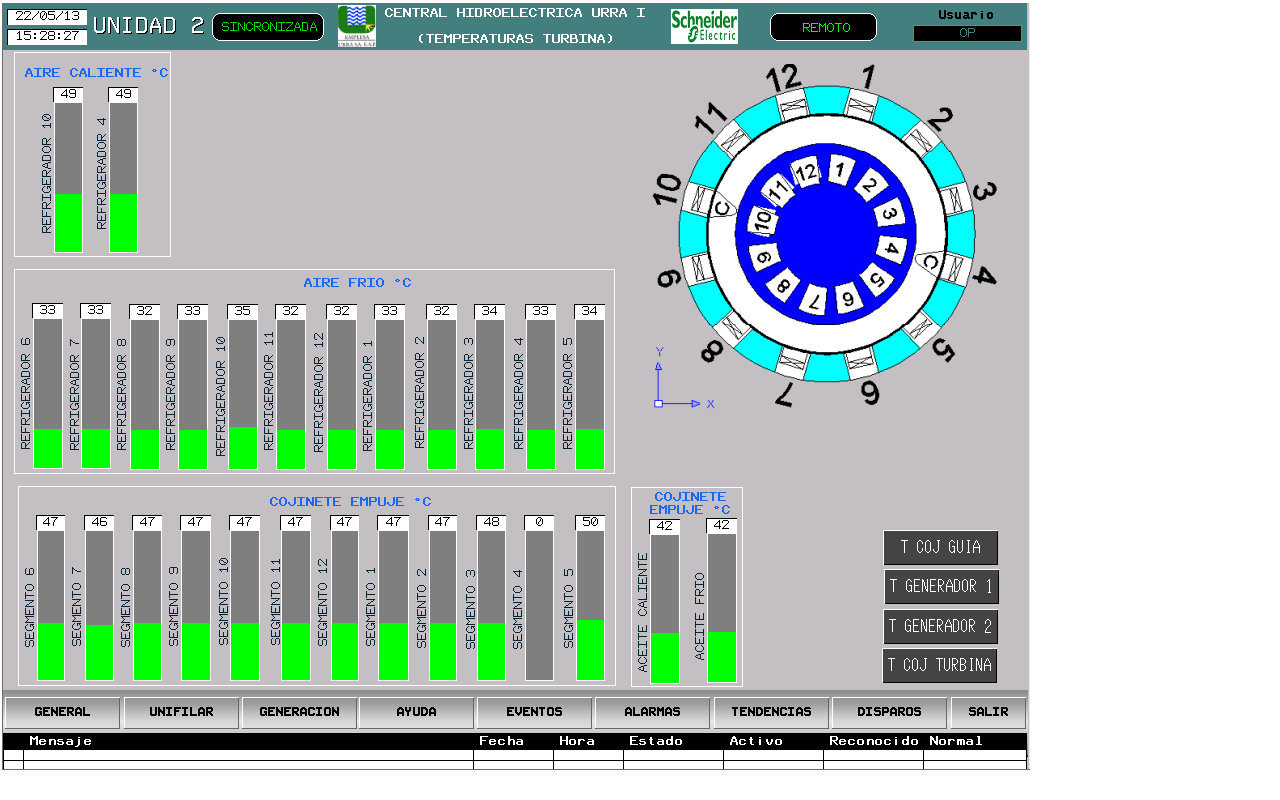 22/05/13
15:28:27
UNIDAD 2
SINCRONIZADA
EMPRESA
URRÁ S.A. E.S.P.
CENTRAL HIDROELECTRICA URRA I
(TEMPERATURAS TURBINA)
Schneider
Electric
REMOTO
Usuario
OP
AIRE CALIENTE °C
49 49
REFRIGERADOR 10
REFRIGERADOR 4
AIRE FRIO °C
33 33 32 33 35 32 32 33 32 34 33 34
REFRIGERADOR 6
REFRIGERADOR 7
REFRIGERADOR 8
REFRIGERADOR 9
REFRIGERADOR 10
REFRIGERADOR 11
REFRIGERADOR 12
REFRIGERADOR 1
REFRIGERADOR 2
REFRIGERADOR 3
REFRIGERADOR 4
REFRIGERADOR 5
COJINETE EMPUJE °C
47 46 47 47 47 47 47 47 47 48 0 50
SEGMENTO 6
SEGMENTO 7
SEGMENTO 8
SEGMENTO 9
SEGMENTO 10
SEGMENTO 11
SEGMENTO 12
SEGMENTO 1
SEGMENTO 2
SEGMENTO 3
SEGMENTO 4
SEGMENTO 5
COJINETE
EMPUJE °C
42 42
ACEITE CALIENTE
ACEITE FRIO
12 1 2 3 4 5 6 7 8 9 10 11
12 1 2 3 4 5 6 7 8 9 10 11
C C
Y
X
T COJ GUIA
T GENERADOR 1
T GENERADOR 2
T COJ TURBINA
GENERAL UNIFILAR GENERACION AYUDA EVENTOS ALARMAS TENDENCIAS DISPAROS SALIR
Mensaje Fecha Hora Estado Activo Reconocido Normal